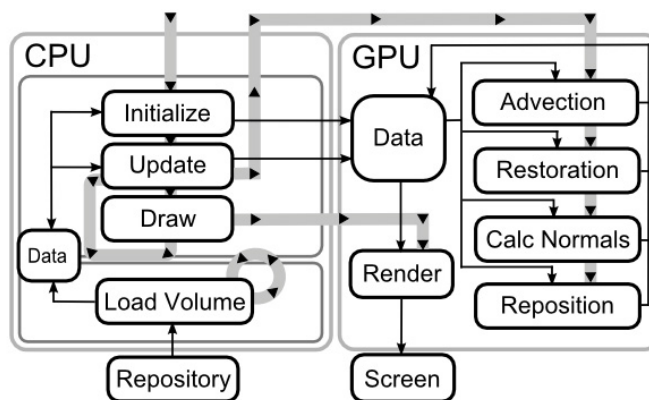 CPU
GPU
Initialize
Update
Draw
Data
Load Volume
Repository
Data
Render
Screen
Advection
Restoration
Calc Normals
Reposition